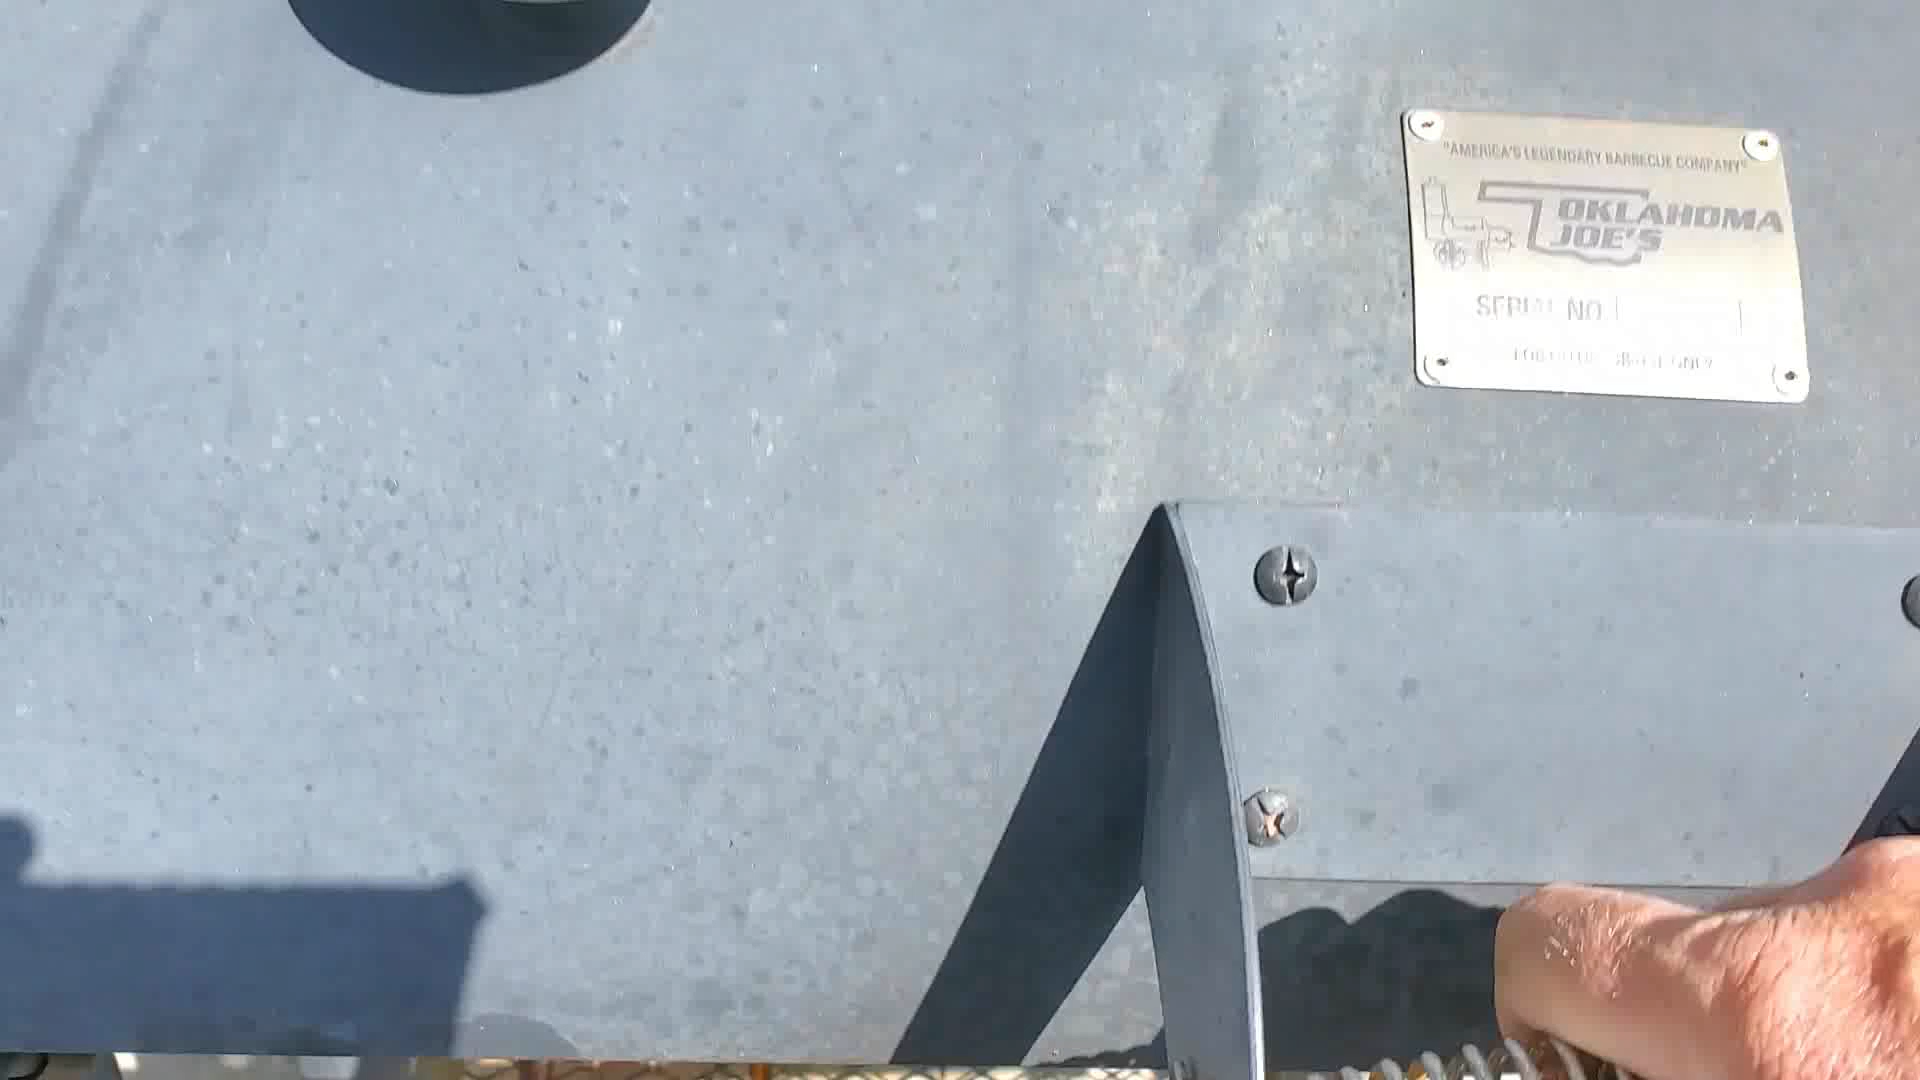 "AMERICA'S LEGENDARY BARBECUE COMPANY"
OKLAHOMA
JOE'S
SERIAL NO.